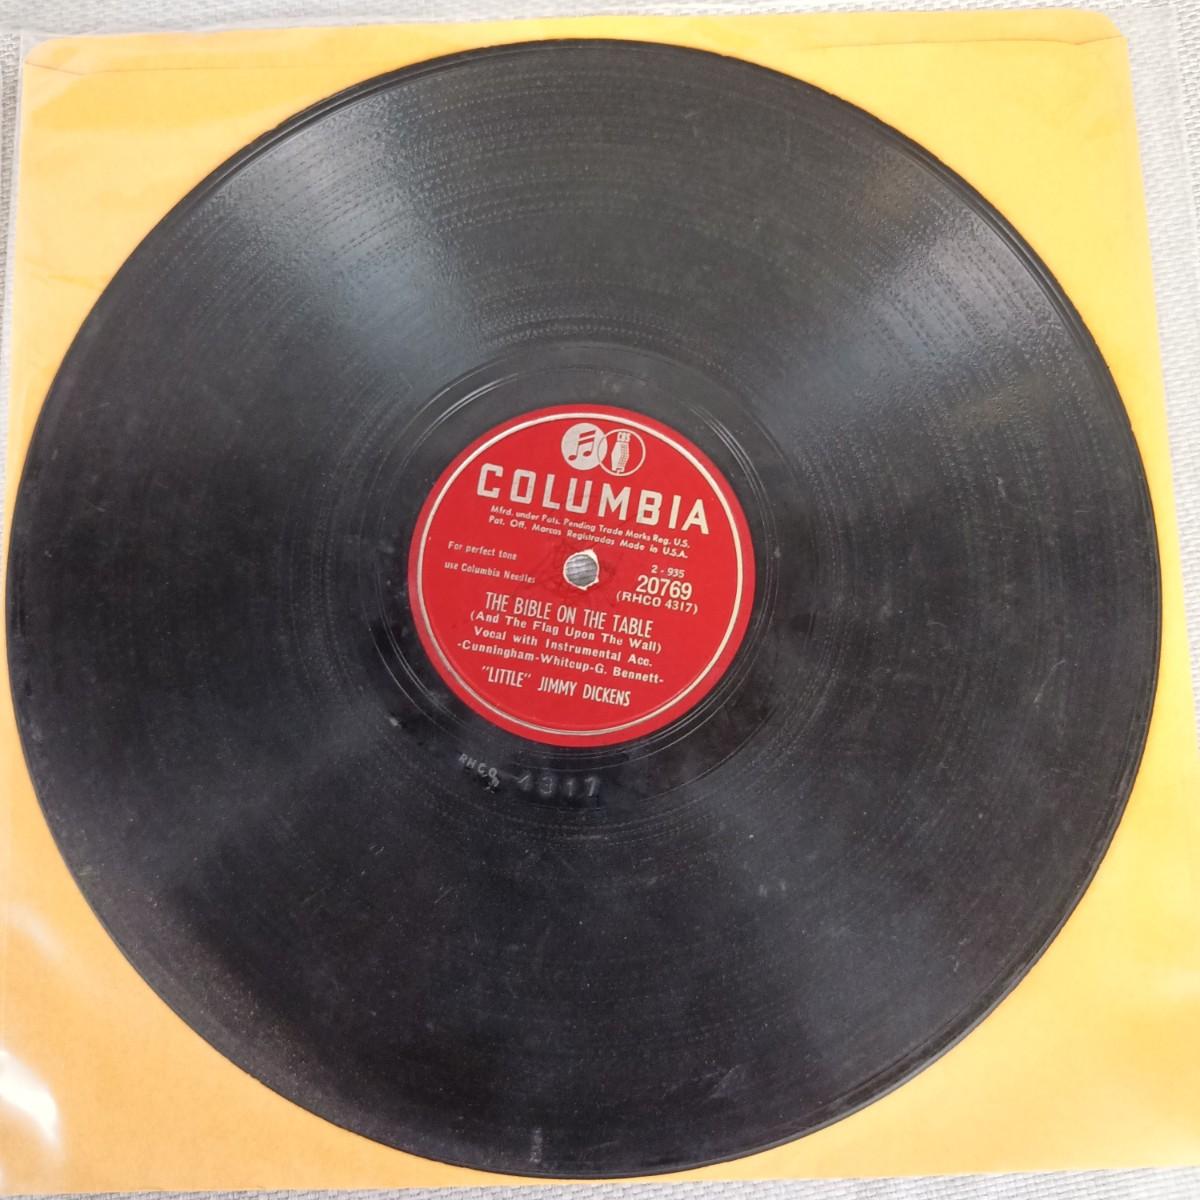 CBS
COLUMBIA
Mfrd. under Pats. Pending Trade Marks Reg. U.S.
Pat. Off. Marcas Registradas Made in U.S.A.
For perfect tone
use Columbia Needles
2 - 935
20769
(RHCO 4317)
THE BIBLE ON THE TABLE
(And The Flag Upon The Wall)
Vocal with Instrumental Acc.
-Cunningham-Whitcup-G. Bennett-
"LITTLE" JIMMY DICKENS
RHCO 4317